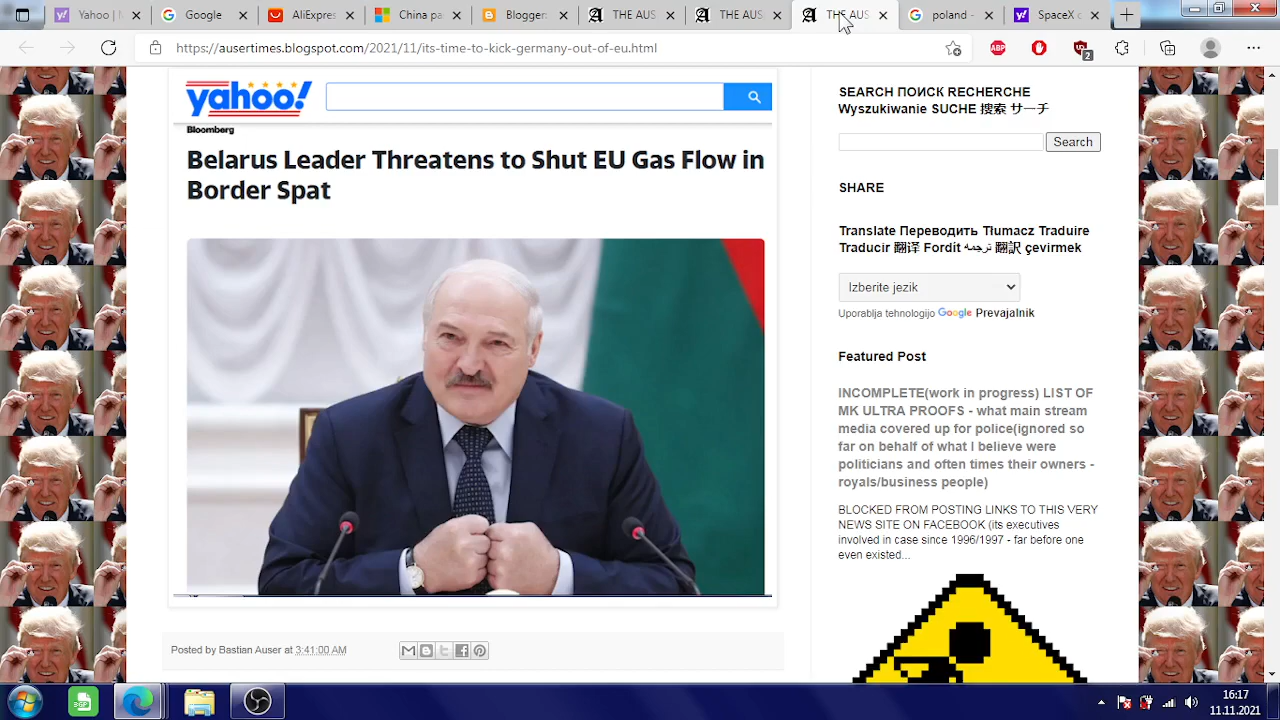 Yahoo |
Google
AliExpres
China pa
Blogger
THE AUS
THE AUS
THE AUS
poland -
SpaceX c
https://ausertimes.blogspot.com/2021/11/its-time-to-kick-germany-out-of-eu.html
ABP
2
yahoo!
Bloomberg
Belarus Leader Threatens to Shut EU Gas Flow in
Border Spat
Posted by Bastian Auser at 3:41:00 AM
SEARCH ПОИСК RECHERCHE
Wyszukiwanie SUCHE 搜索 サーチ
Search
SHARE
Translate Переводить Tłumacz Traduire
Traducir 翻译 Fordit ترجمة 翻訳 çevirmek
Izberite jezik
Uporablja tehnologijo Google Prevajalnik
Featured Post
INCOMPLETE(work in progress) LIST OF
MK ULTRA PROOFS - what main stream
media covered up for police(ignored so
far on behalf of what I believe were
politicians and often times their owners -
royals/business people)
BLOCKED FROM POSTING LINKS TO THIS VERY
NEWS SITE ON FACEBOOK (its executives
involved in case since 1996/1997 - far before one
even existed...
16:17
11.11.2021